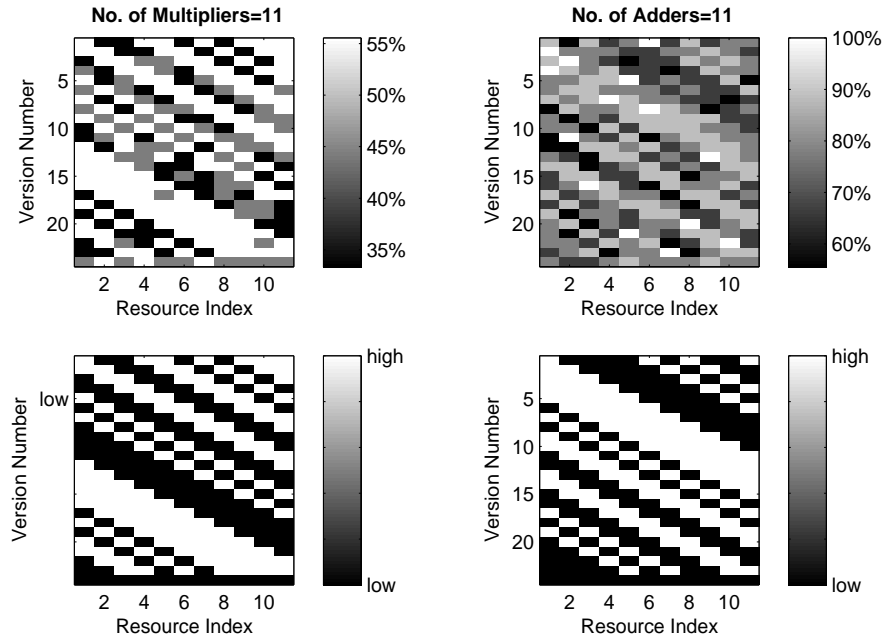 No. of Multipliers=11
Version Number
5
10
15
20
2 4 6 8 10
Resource Index
55%
50%
45%
40%
35%
No. of Adders=11
Version Number
5
10
15
20
2 4 6 8 10
Resource Index
100%
90%
80%
70%
60%
Version Number
low
2 4 6 8 10
Resource Index
high
low
Version Number
5
10
15
20
2 4 6 8 10
Resource Index
high
low